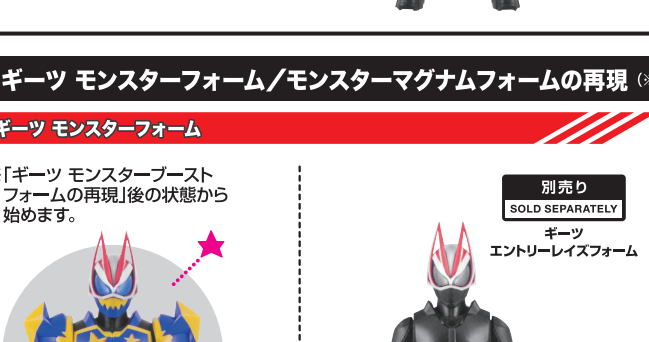 ギーツ モンスターフォーム／モンスターマグナムフォームの再現（※
ギーツ モンスターフォーム
「ギーツ モンスターブースト
フォームの再現」後の状態から
始めます。
別売り
SOLD SEPARATELY
ギーツ
エントリーレイズフォーム